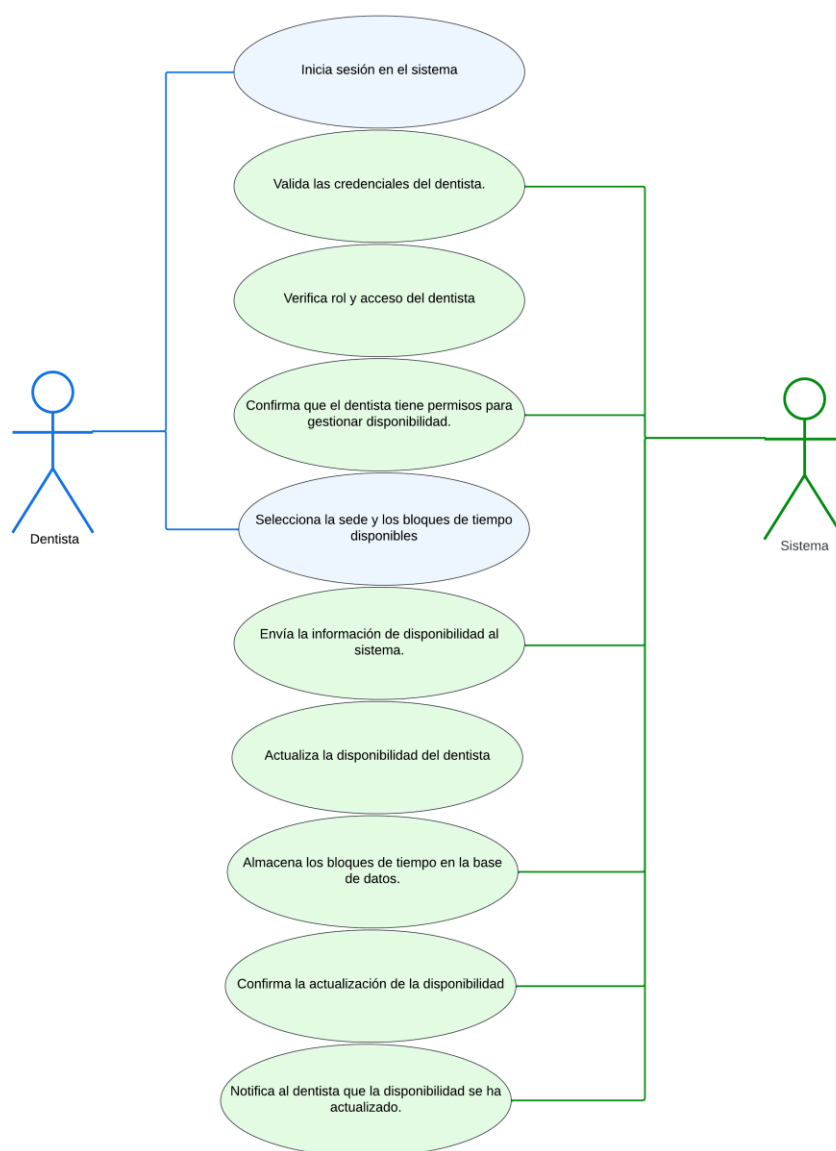 Inicia sesión en el sistema
Valida las credenciales del dentista.
Verifica rol y acceso del dentista
Confirma que el dentista tiene permisos para
gestionar disponibilidad.
Selecciona la sede y los bloques de tiempo
disponibles
Dentista
Sistema
Envía la información de disponibilidad al
sistema.
Actualiza la disponibilidad del dentista
Almacena los bloques de tiempo en la base
de datos.
Confirma la actualización de la disponibilidad
Notifica al dentista que la disponibilidad se ha
actualizado.